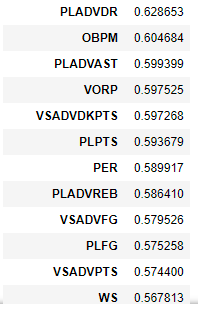 PLADVDR 0.628653
OBPM 0.604684
PLADVAST 0.599399
VORP 0.597525
VSADVDKPTS 0.597268
PLPTS 0.593679
PER 0.589917
PLADVREB 0.586410
VSADVFG 0.579526
PLFG 0.575258
VSADVPTS 0.574400
WS 0.567813